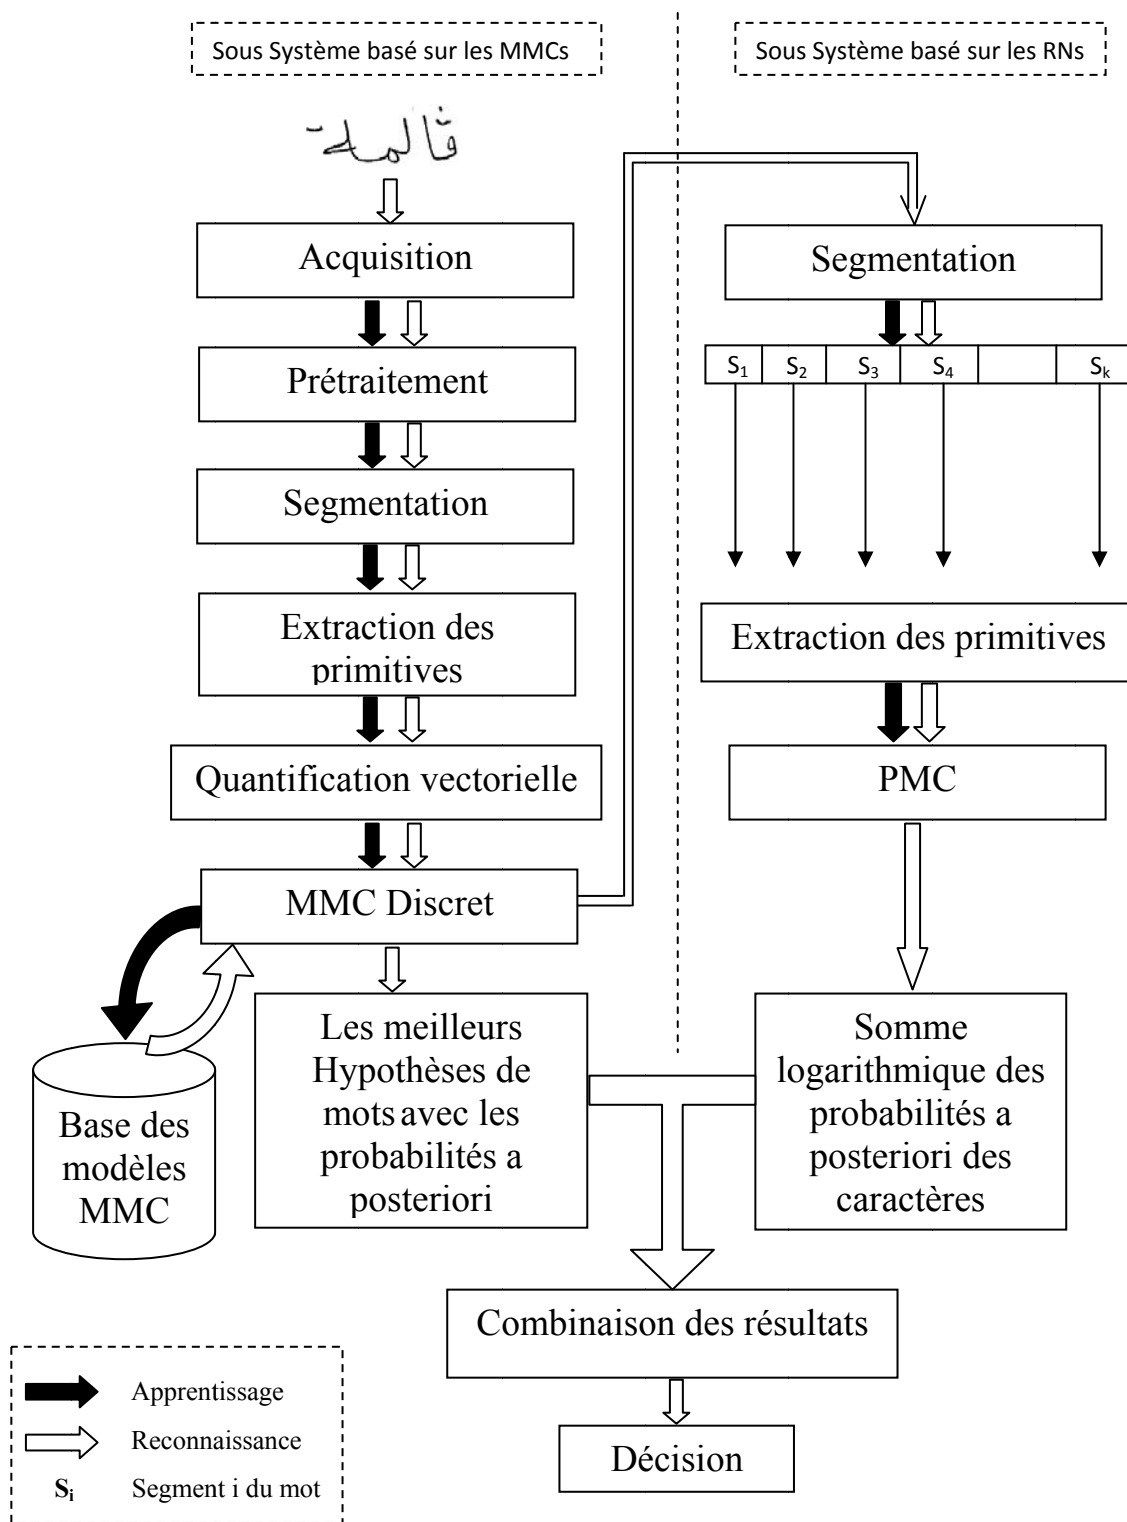 Sous Système basé sur les MMCs
Sous Système basé sur les RNs
ڨالمة
Acquisition
Prétraitement
Segmentation
Extraction des
primitives
Quantification vectorielle
MMC Discret
Base des
modèles
MMC
Les meilleurs
Hypothèses de
mots avec les
probabilités a
posteriori
Segmentation
S₁ S₂ S₃ S₄ Sₖ
Extraction des primitives
PMC
Somme
logarithmique des
probabilités a
posteriori des
caractères
Combinaison des résultats
Décision
Apprentissage
Reconnaissance
Sᵢ Segment i du mot